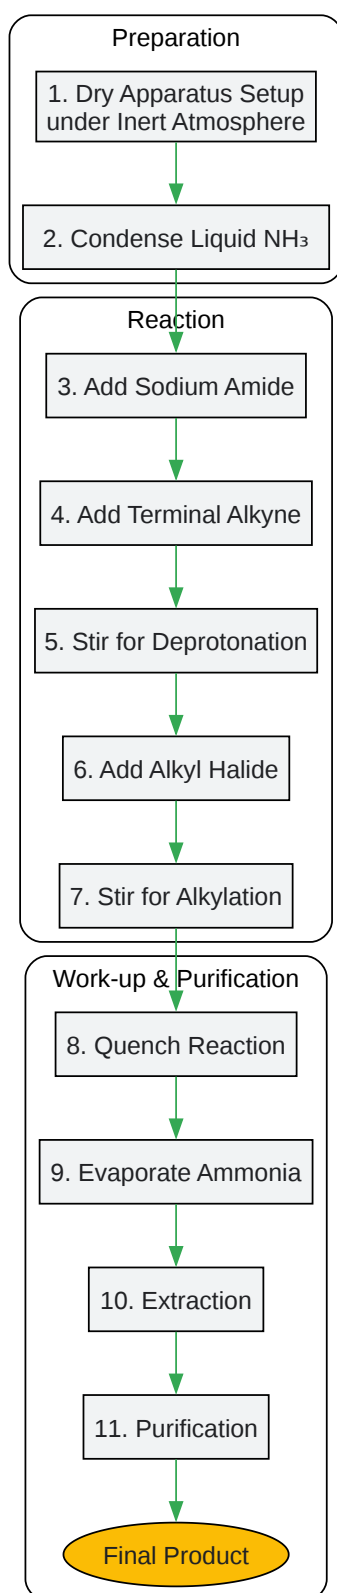 Preparation
1. Dry Apparatus Setup
under Inert Atmosphere
2. Condense Liquid NH₃
Reaction
3. Add Sodium Amide
4. Add Terminal Alkyne
5. Stir for Deprotonation
6. Add Alkyl Halide
7. Stir for Alkylation
Work-up & Purification
8. Quench Reaction
9. Evaporate Ammonia
10. Extraction
11. Purification
Final Product